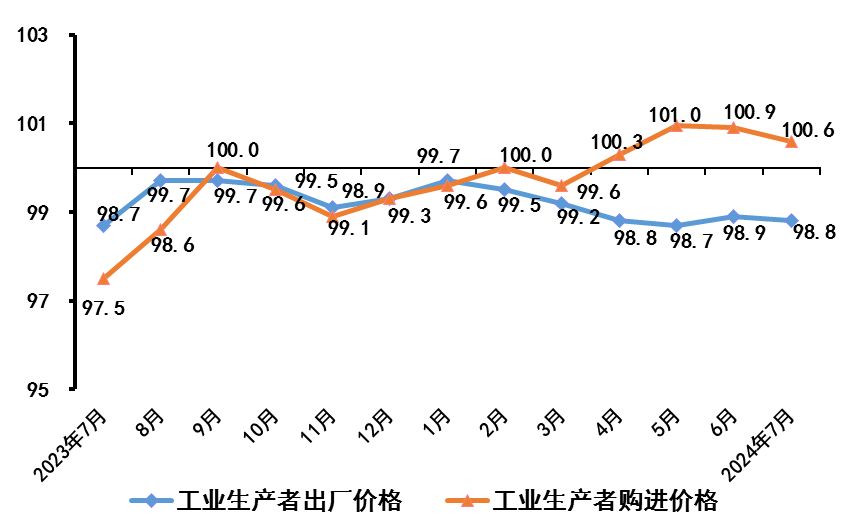 103
101
99
97
95
98.7
99.7
99.7
99.6
99.1
99.3
99.7
99.5
99.2
98.8
98.7
98.9
98.8
97.5
98.6
100.0
99.5
98.9
99.6
100.0
99.6
100.3
101.0
100.9
100.6
2023年7月
8月
9月
10月
11月
12月
1月
2月
3月
4月
5月
6月
2024年7月
工业生产者出厂价格
工业生产者购进价格